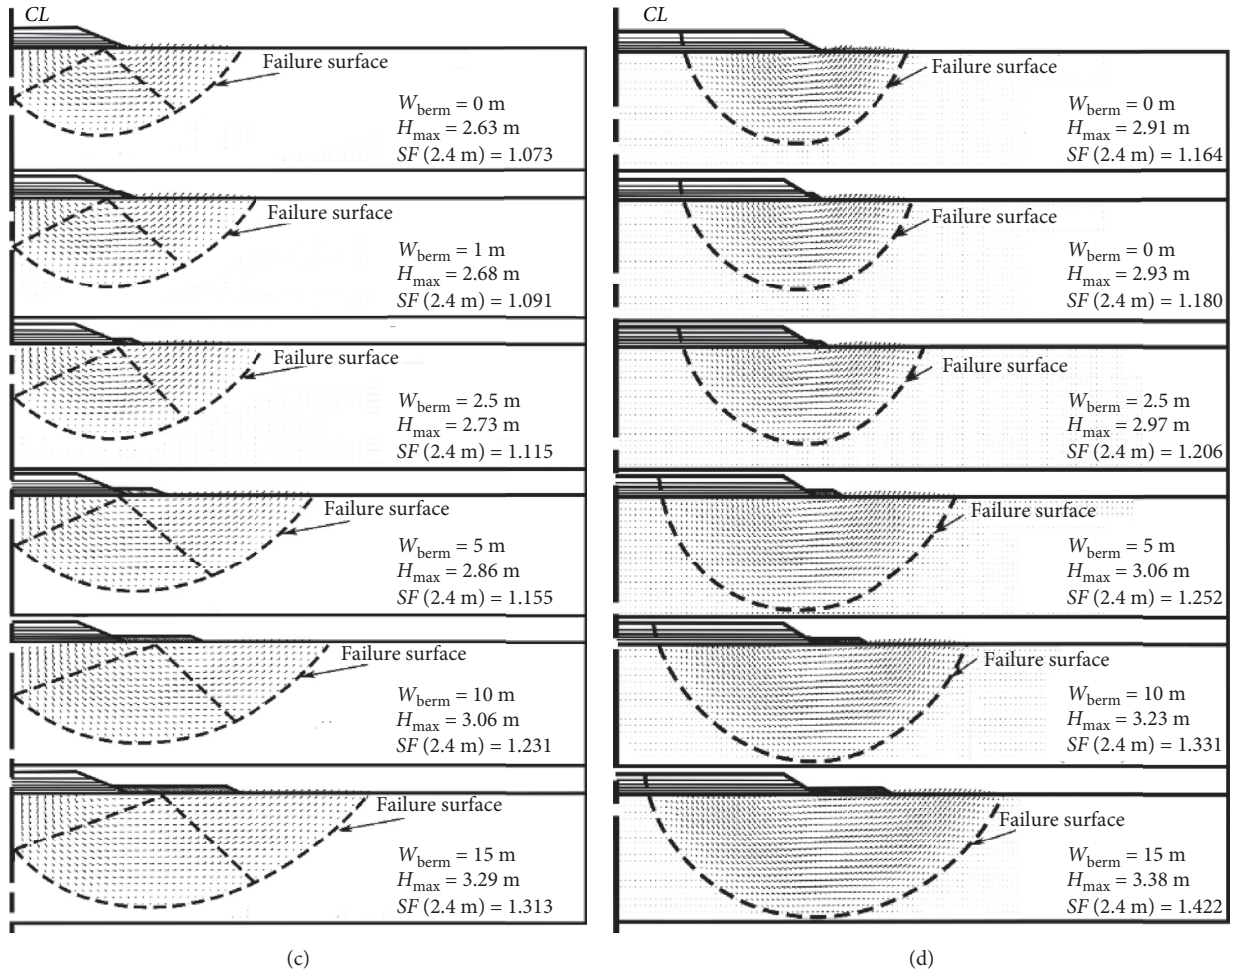 CL
Failure surface
W_berm = 0 m
H_max = 2.63 m
SF (2.4 m) = 1.073
Failure surface
W_berm = 1 m
H_max = 2.68 m
SF (2.4 m) = 1.091
Failure surface
W_berm = 2.5 m
H_max = 2.73 m
SF (2.4 m) = 1.115
Failure surface
W_berm = 5 m
H_max = 2.86 m
SF (2.4 m) = 1.155
Failure surface
W_berm = 10 m
H_max = 3.06 m
SF (2.4 m) = 1.231
Failure surface
W_berm = 15 m
H_max = 3.29 m
SF (2.4 m) = 1.313
(c)
CL
Failure surface
W_berm = 0 m
H_max = 2.91 m
SF (2.4 m) = 1.164
Failure surface
W_berm = 0 m
H_max = 2.93 m
SF (2.4 m) = 1.180
Failure surface
W_berm = 2.5 m
H_max = 2.97 m
SF (2.4 m) = 1.206
Failure surface
W_berm = 5 m
H_max = 3.06 m
SF (2.4 m) = 1.252
Failure surface
W_berm = 10 m
H_max = 3.23 m
SF (2.4 m) = 1.331
Failure surface
W_berm = 15 m
H_max = 3.38 m
SF (2.4 m) = 1.422
(d)